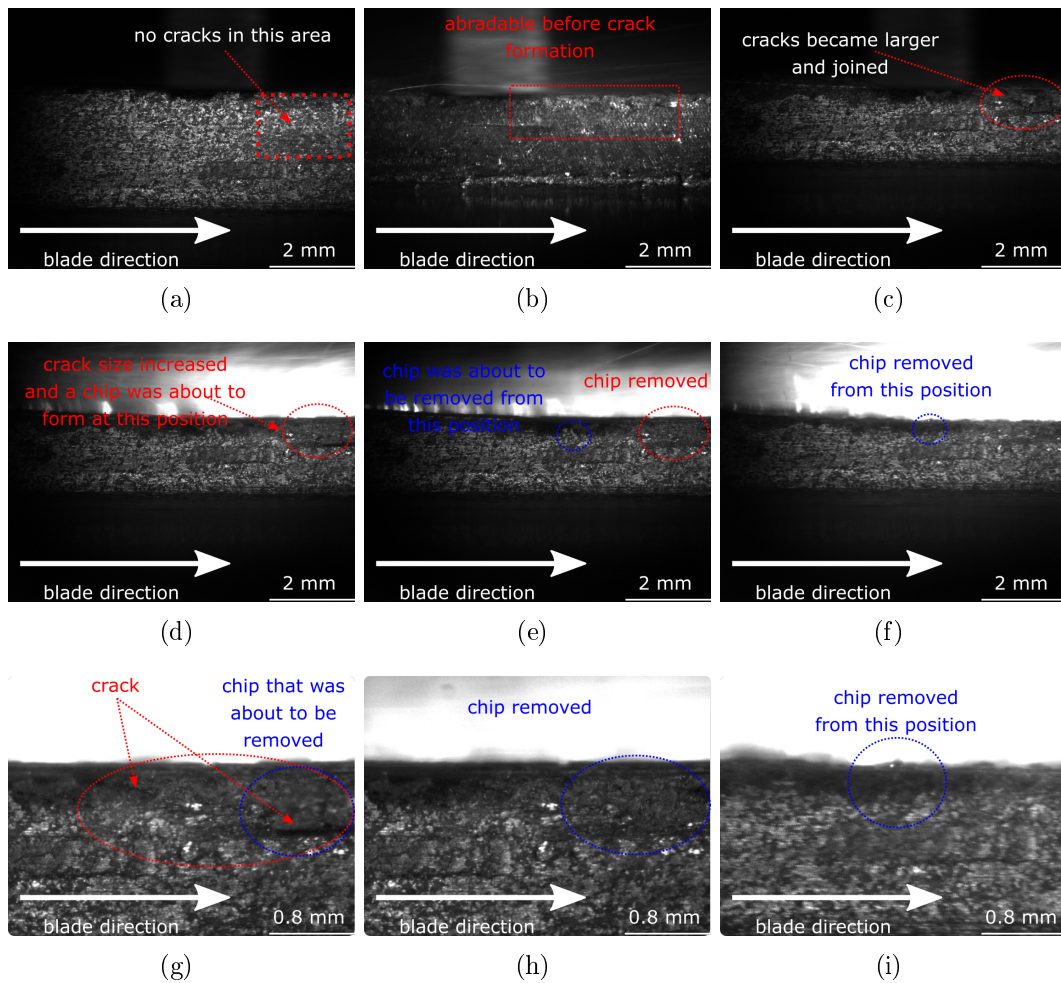 no cracks in this area
blade direction
2 mm
(a)
abradable before crack
formation
blade direction
2 mm
(b)
cracks became larger
and joined
blade direction
2 mm
(c)
crack size increased
and a chip was about to
form at this position
blade direction
2 mm
(d)
chip was about to
be removed from
this position
chip removed
blade direction
2 mm
(e)
chip removed
from this position
blade direction
2 mm
(f)
crack
chip that was
about to be
removed
blade direction
0.8 mm
(g)
chip removed
blade direction
0.8 mm
(h)
chip removed
from this position
blade direction
0.8 mm
(i)